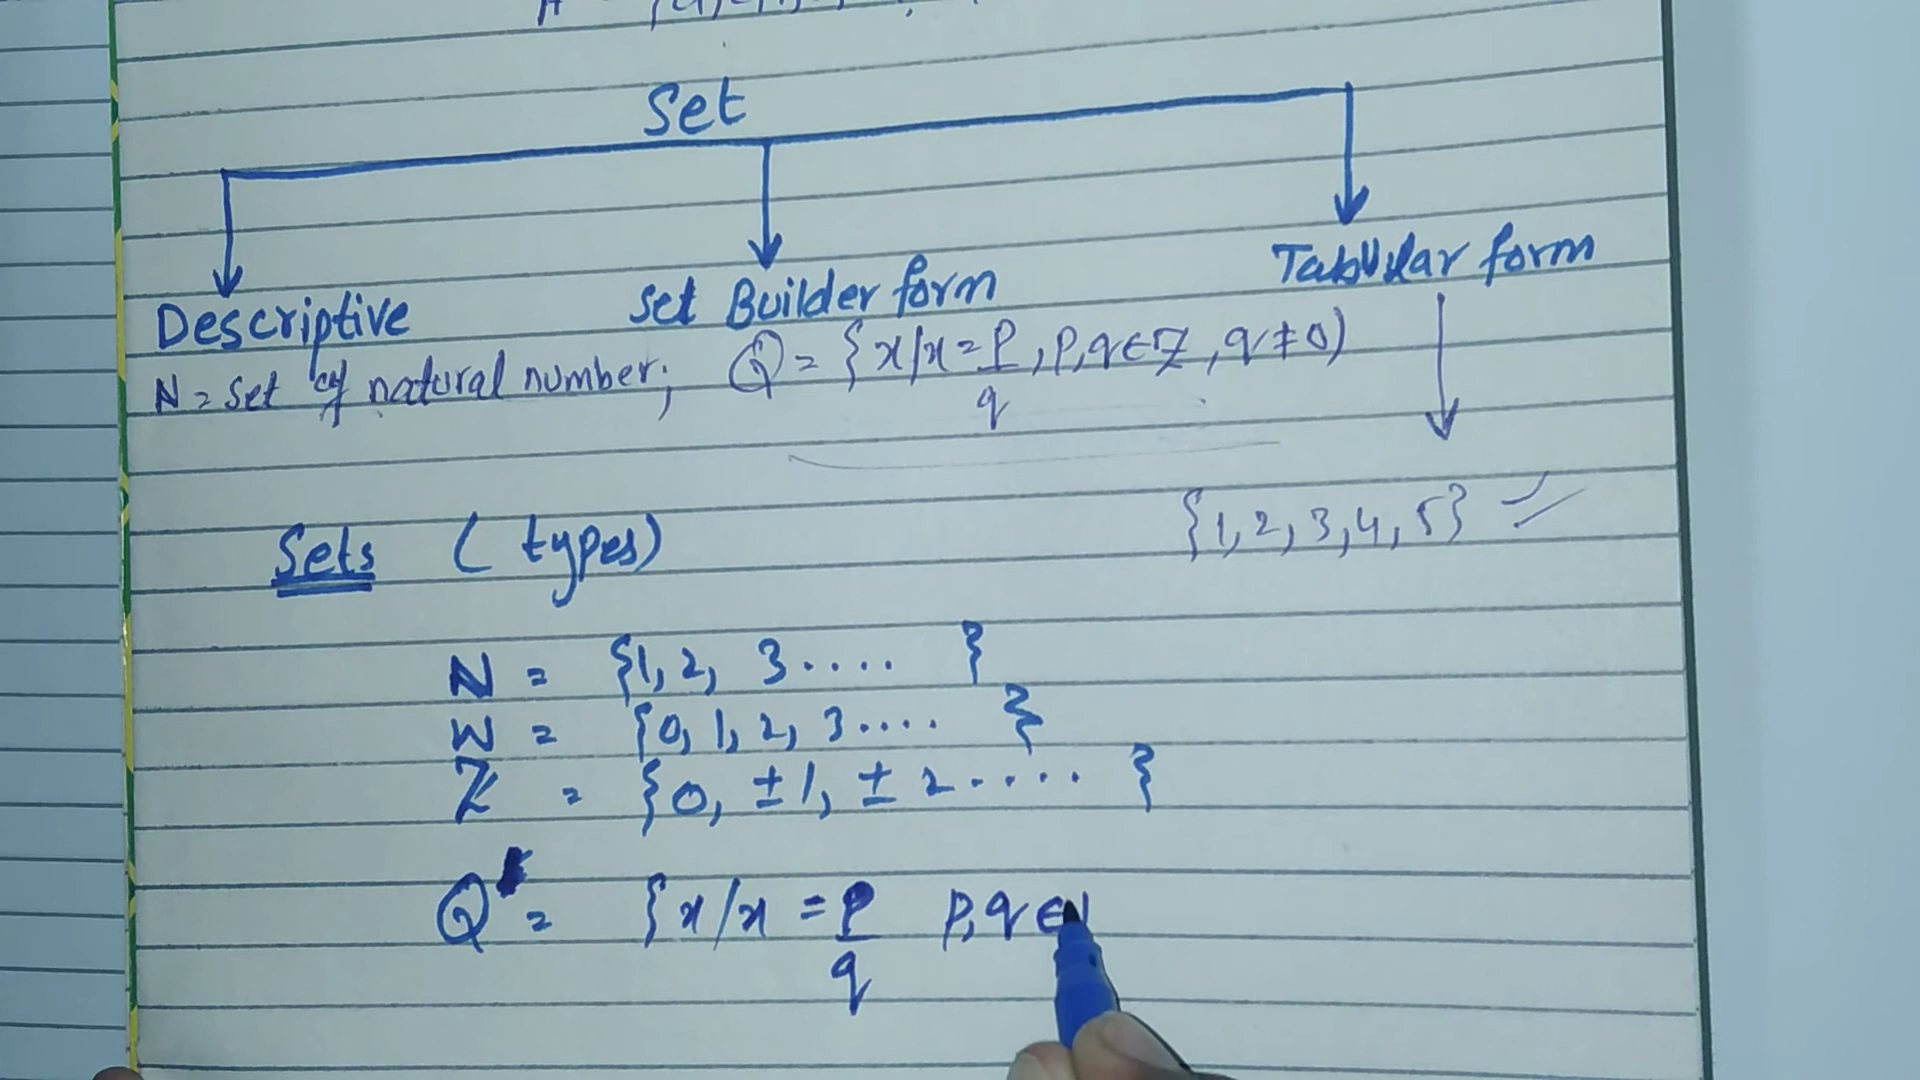 Set
Descriptive
Set Builder form
Tabular form
N = Set of natural number; Q = {x/x = p/q, p,q ∈ Z, q ≠ 0)
{1, 2, 3, 4, 5}
Sets (types)
N = {1, 2, 3.... }
W = {0, 1, 2, 3.... }
Z = {0, ±1, ±2..... }
Q = {x/x = p/q p,q ∈